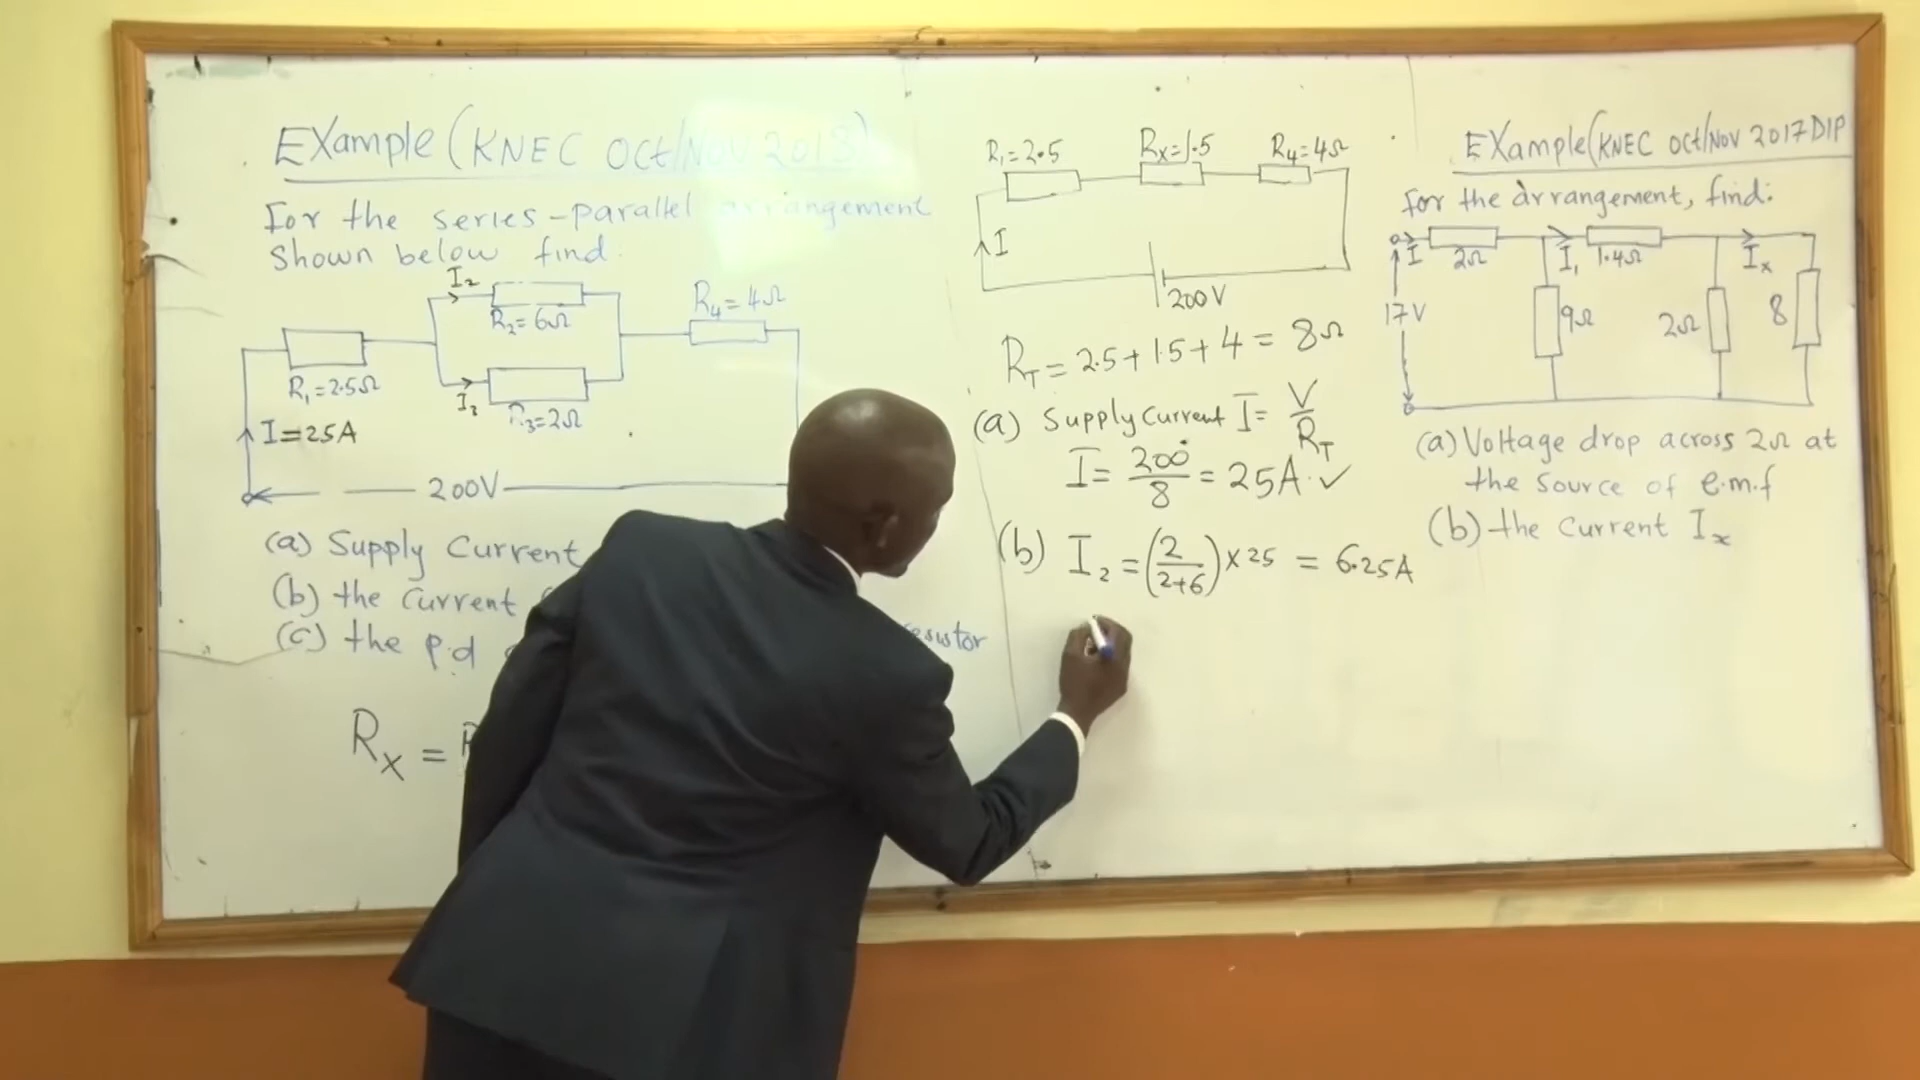 Example (KNEC Oct/Nov 2018)
For the series-parallel arrangement
shown below find:
I₂
R₂=6Ω
R₄=4Ω
R₁=2.5Ω
I₃
R₃=2Ω
I=25A
200V
(a) Supply Current
(b) the Current
(c) the p.d
resistor
Rₓ =
R₁=2.5 Rₓ=1.5 R₄=4Ω
I
200V
R_T = 2.5+1.5+4 = 8Ω
(a) Supply Current I = V/R_T
I = 200/8 = 25A ✓
(b) I₂ = (2/(2+6)) × 25 = 6.25A
Example (KNEC Oct/Nov 2017 DIP
For the arrangement, find:
I 2Ω I₁ 1.4Ω Iₓ
17V 9Ω 2Ω 8
(a) Voltage drop across 2Ω at
the Source of e.m.f
(b) the current Iₓ